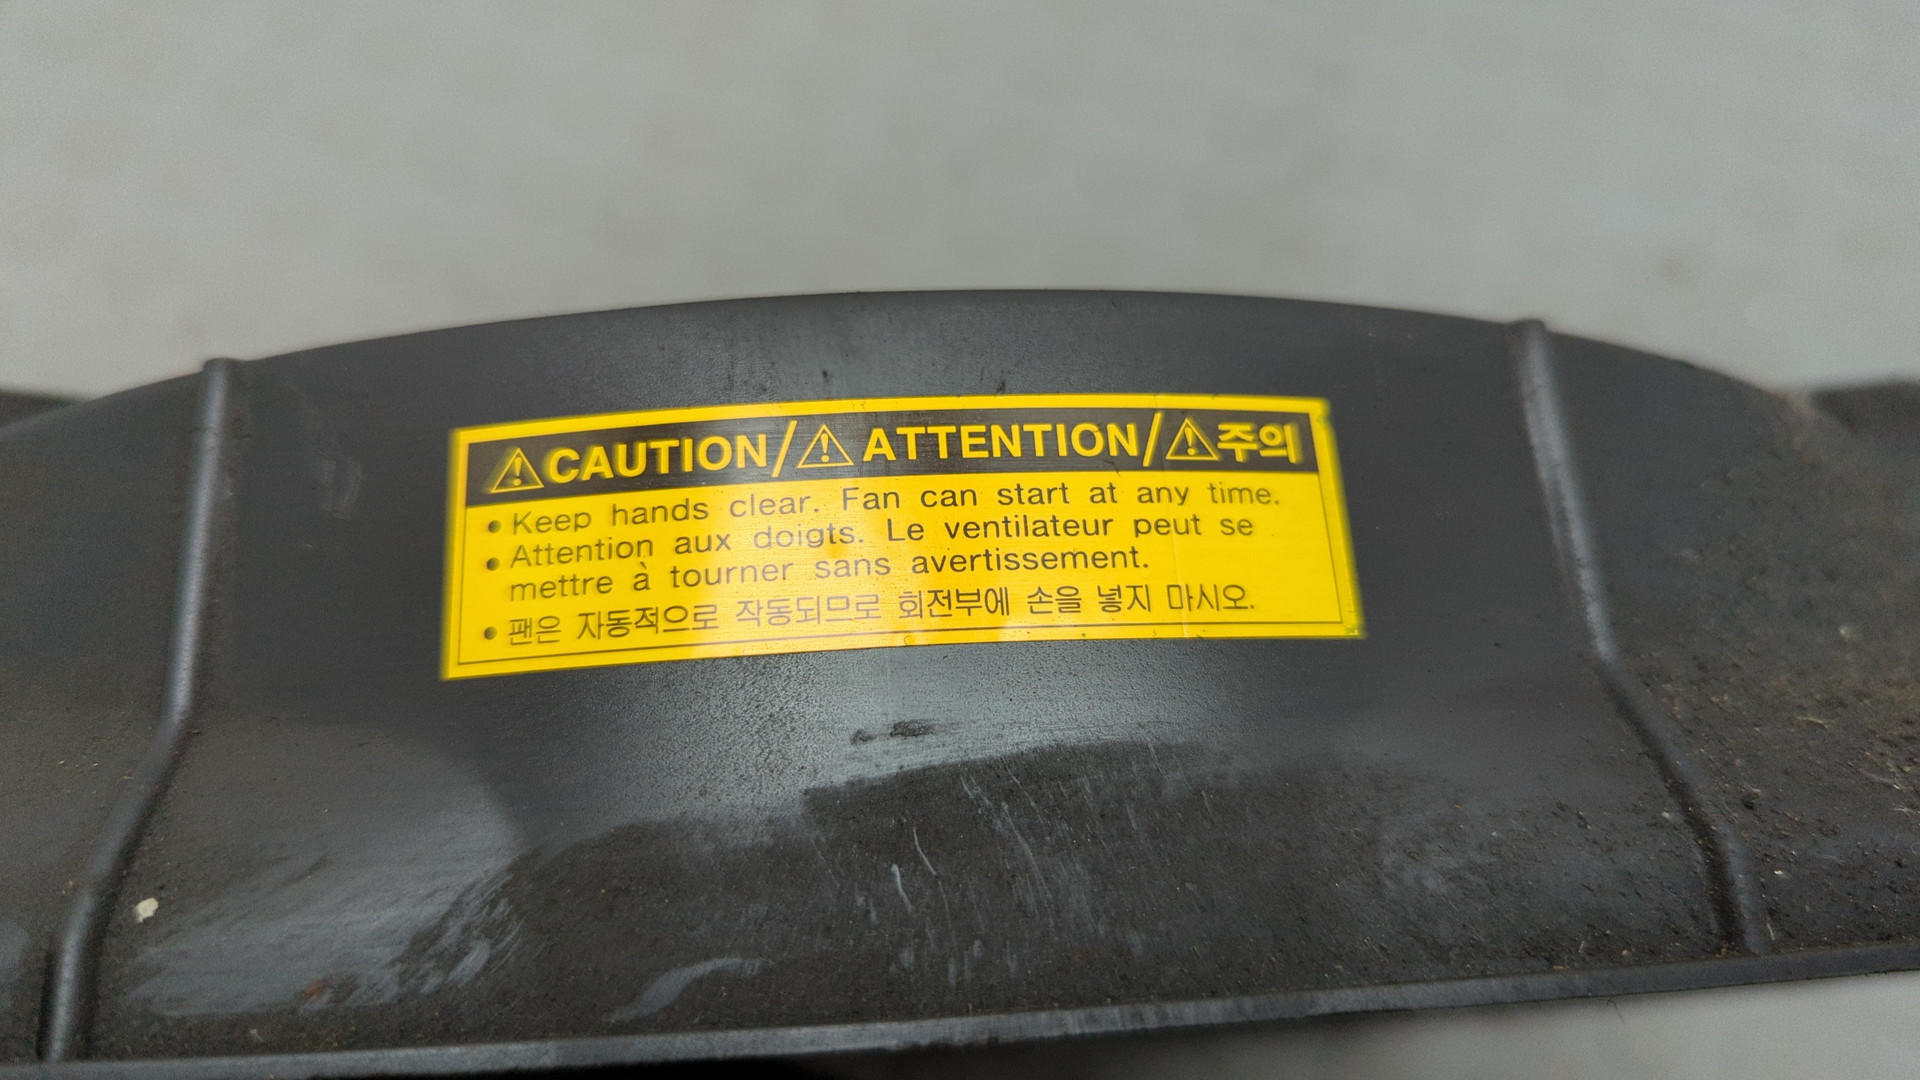 ⚠CAUTION/⚠ATTENTION/⚠주의
• Keep hands clear. Fan can start at any time.
• Attention aux doigts. Le ventilateur peut se
mettre à tourner sans avertissement.
• 팬은 자동적으로 작동되므로 회전부에 손을 넣지 마시오.